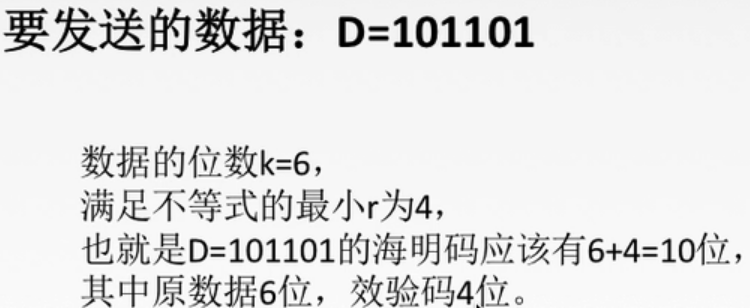 要发送的数据：D=101101
数据的位数k=6，
满足不等式的最小r为4，
也就是D=101101的海明码应该有6+4=10位，
其中原数据6位，效验码4位。